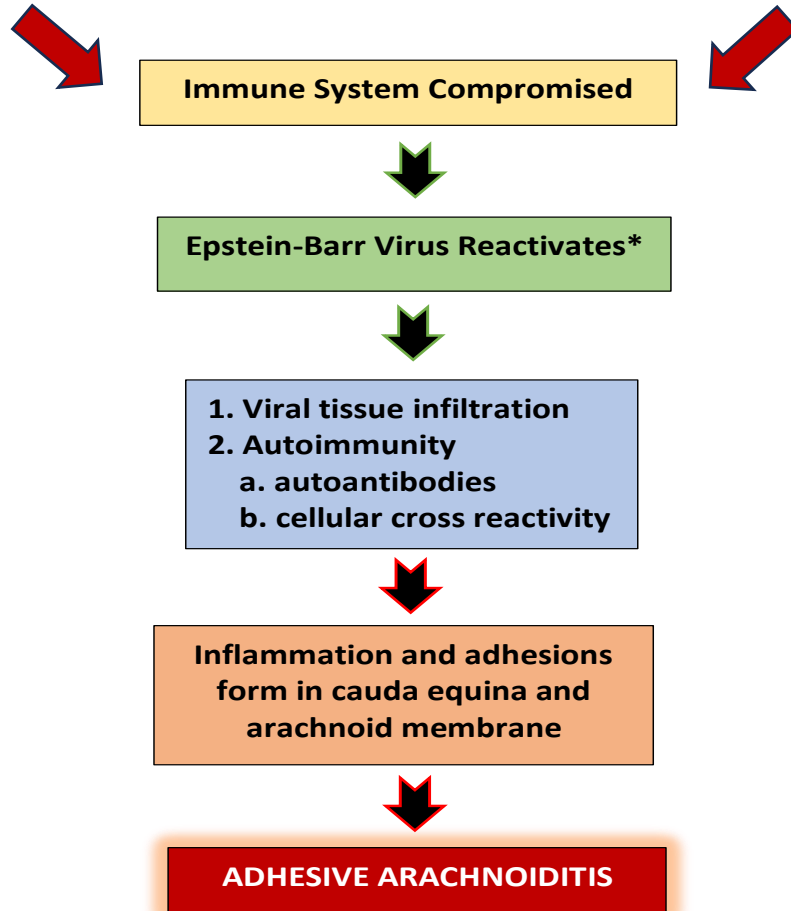 Immune System Compromised
Epstein-Barr Virus Reactivates*
1. Viral tissue infiltration
2. Autoimmunity
a. autoantibodies
b. cellular cross reactivity
Inflammation and adhesions
form in cauda equina and
arachnoid membrane
ADHESIVE ARACHNOIDITIS